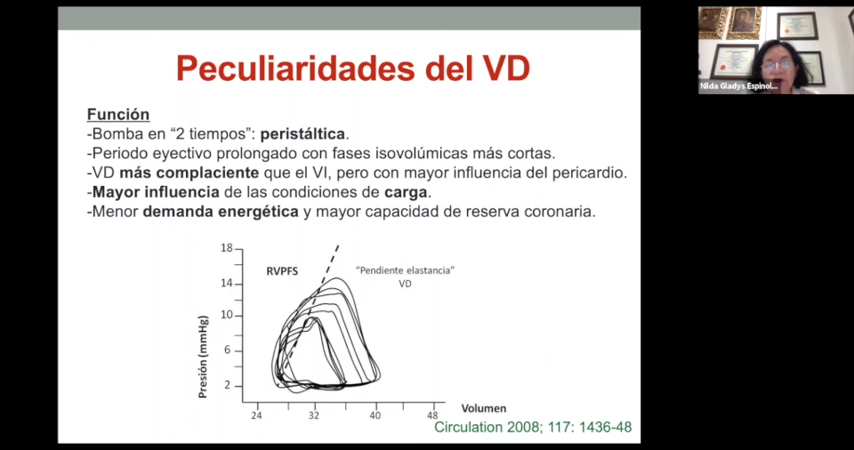 Peculiaridades del VD
Nilda Gladys Espinol...
Función
-Bomba en “2 tiempos”: peristáltica.
-Periodo eyectivo prolongado con fases isovolúmicas más cortas.
-VD más complaciente que el VI, pero con mayor influencia del pericardio.
-Mayor influencia de las condiciones de carga.
-Menor demanda energética y mayor capacidad de reserva coronaria.
18
14
10
6
2
Presión (mmHg)
RVPFS
“Pendiente elastancia”
VD
24
32
40
48
Volumen
Circulation 2008; 117: 1436-48